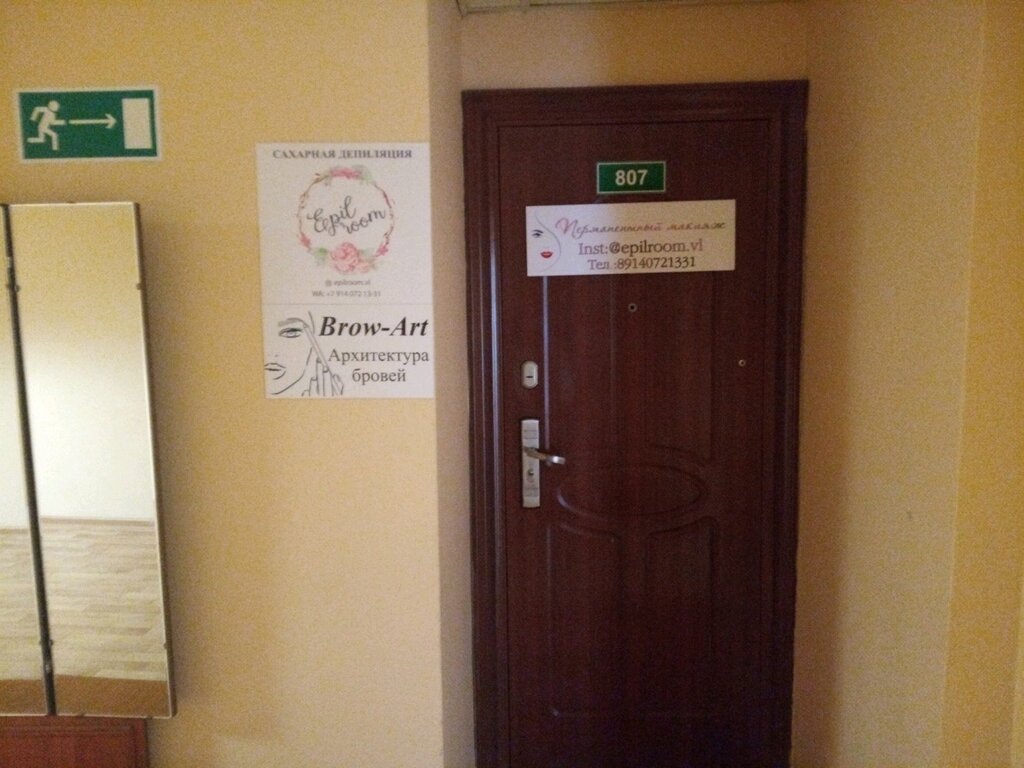 САХАРНАЯ ДЕПИЛЯЦИЯ
Epil
room
@ epilroom.vl
WA: +7 914 072 13-31
Brow-Art
Архитектура
бровей
807
Перманентный макияж
Inst:@epilroom.vl
Тел.:89140721331